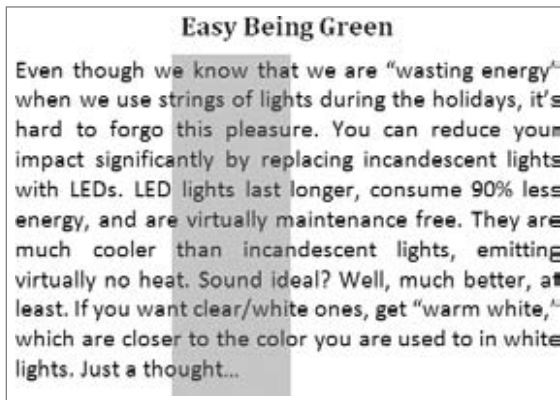 Easy Being Green
Even though we know that we are “wasting energy”
when we use strings of lights during the holidays, it’s
hard to forgo this pleasure. You can reduce your
impact significantly by replacing incandescent lights
with LEDs. LED lights last longer, consume 90% less
energy, and are virtually maintenance free. They are
much cooler than incandescent lights, emitting
virtually no heat. Sound ideal? Well, much better, at
least. If you want clear/white ones, get “warm white,”
which are closer to the color you are used to in white
lights. Just a thought...